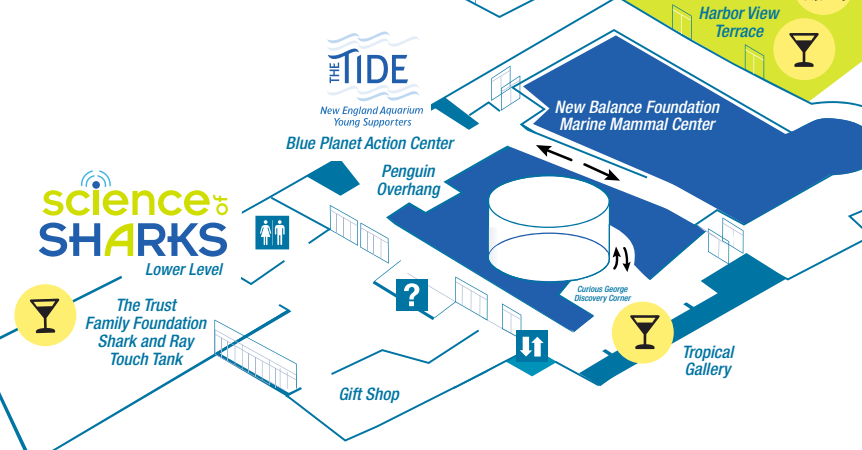 Harbor View
Terrace
THE TIDE
New England Aquarium
Young Supporters
New Balance Foundation
Marine Mammal Center
Blue Planet Action Center
Penguin
Overhang
science of
SHARKS
Lower Level
?
Curious George
Discovery Corner
The Trust
Family Foundation
Shark and Ray
Touch Tank
Tropical
Gallery
Gift Shop